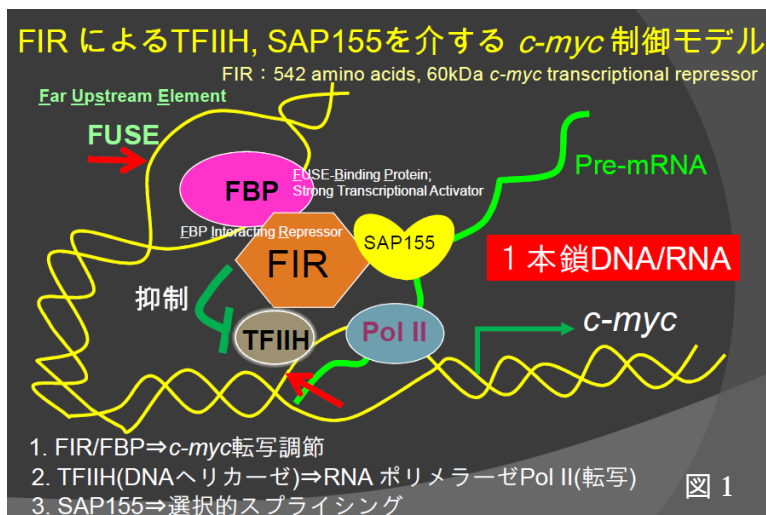 FIR によるTFIIH, SAP155を介する c-myc 制御モデル
FIR：542 amino acids, 60kDa c-myc transcriptional repressor
Far Upstream Element
FUSE
FBP
FUSE-Binding Protein;
Strong Transcriptional Activator
Pre-mRNA
FBP Interacting Repressor
FIR
SAP155
１本鎖DNA/RNA
抑制
TFIIH
Pol II
c-myc
1. FIR/FBP⇒c-myc転写調節
2. TFIIH(DNAヘリカーゼ)⇒RNA ポリメラーゼPol II(転写)
3. SAP155⇒選択的スプライシング
図 1